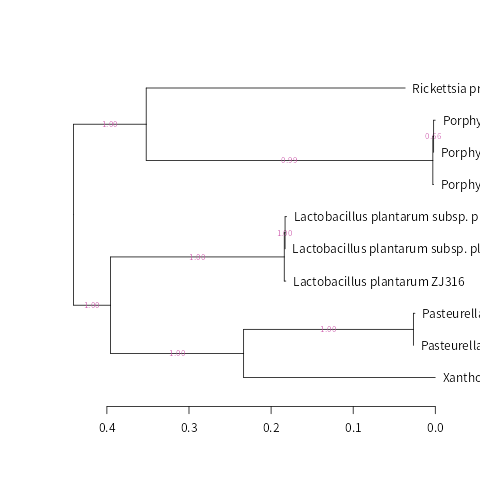 Rickettsia pr
1.00
Porphy
0.66
Porphy
0.99
Porphy
Lactobacillus plantarum subsp. p
1.00
Lactobacillus plantarum subsp. pl
1.00
Lactobacillus plantarum ZJ316
1.00
Pasteurella
1.00
Pasteurella
1.00
Xantho
0.4 0.3 0.2 0.1 0.0